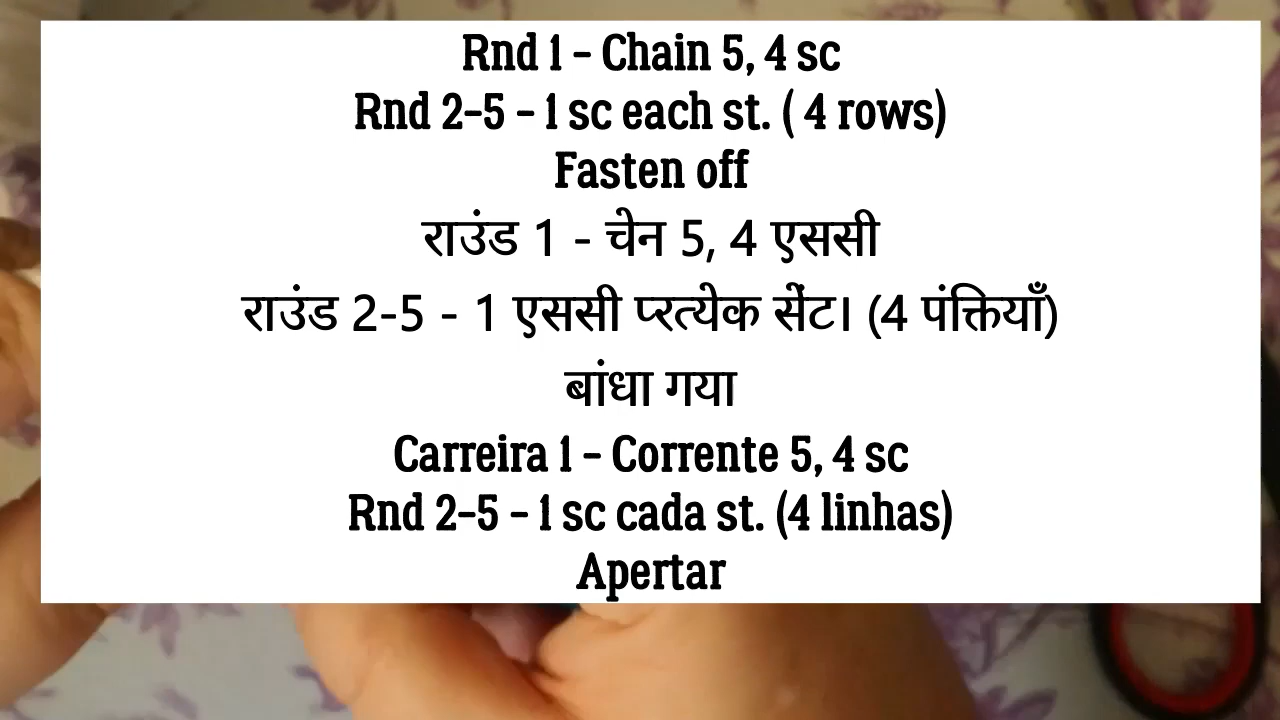 Rnd 1 - Chain 5, 4 sc
Rnd 2-5 - 1 sc each st. ( 4 rows)
Fasten off
राउंड 1 - चेन 5, 4 एससी
राउंड 2-5 - 1 एससी प्रत्येक सेंट। (4 पंक्तियाँ)
बांधा गया
Carreira 1 - Corrente 5, 4 sc
Rnd 2-5 - 1 sc cada st. (4 linhas)
Apertar